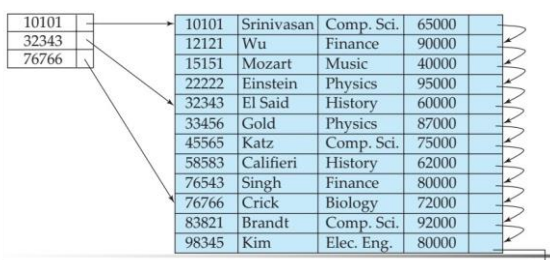 10101
32343
76766
10101 Srinivasan Comp. Sci. 65000
12121 Wu Finance 90000
15151 Mozart Music 40000
22222 Einstein Physics 95000
32343 El Said History 60000
33456 Gold Physics 87000
45565 Katz Comp. Sci. 75000
58583 Califieri History 62000
76543 Singh Finance 80000
76766 Crick Biology 72000
83821 Brandt Comp. Sci. 92000
98345 Kim Elec. Eng. 80000